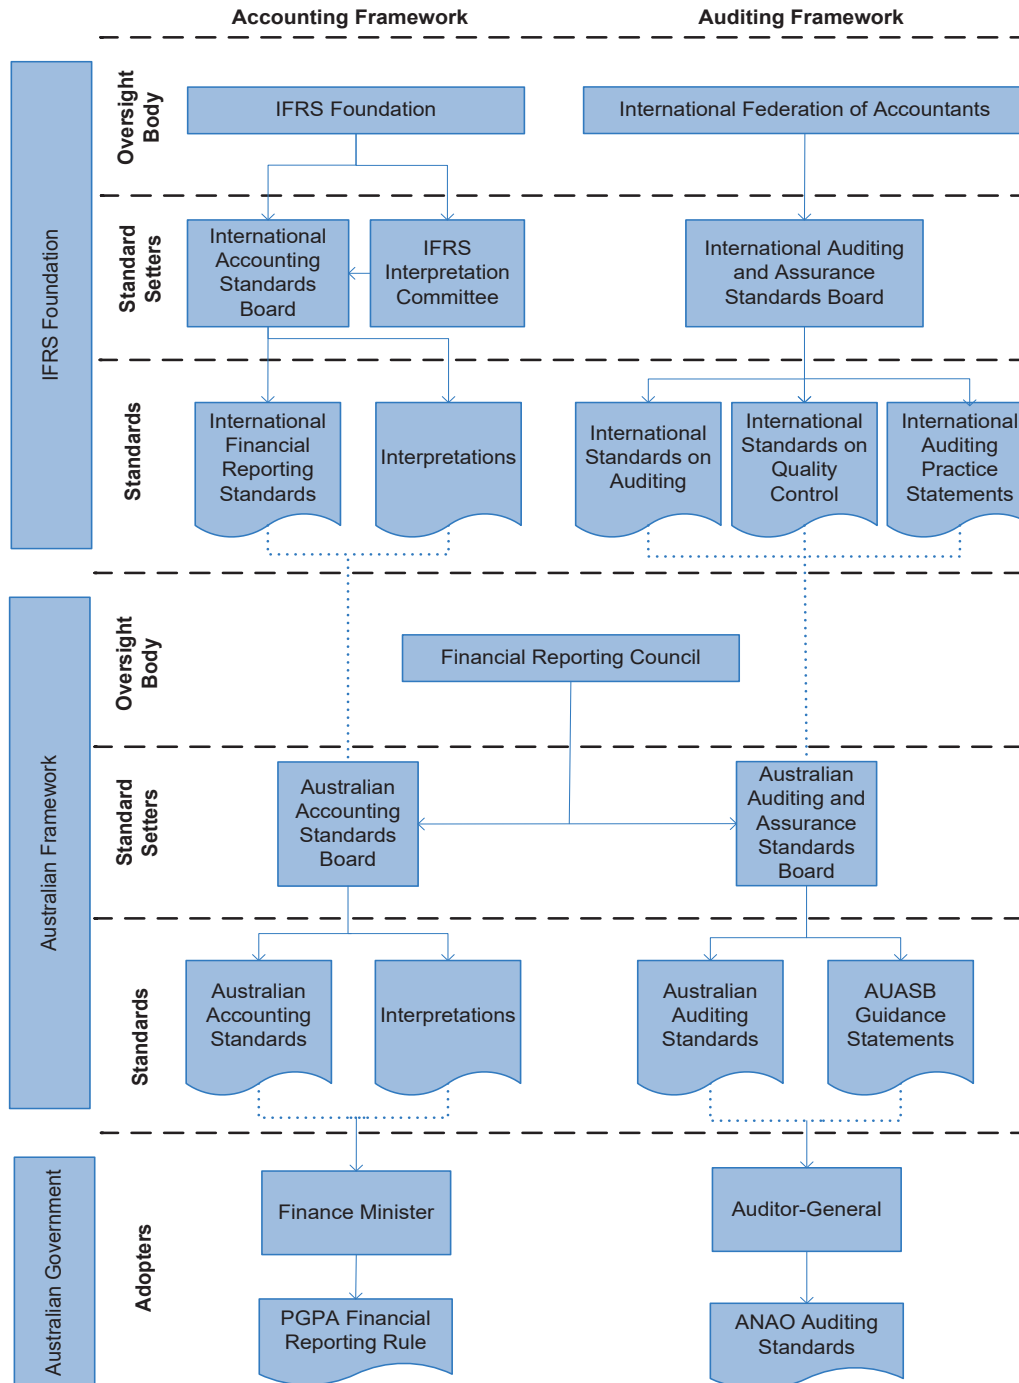 Accounting Framework
Auditing Framework
IFRS Foundation
Oversight
Body
IFRS Foundation
International Federation of Accountants
Standard
Setters
International
Accounting
Standards
Board
IFRS
Interpretation
Committee
International Auditing
and Assurance
Standards Board
Standards
International
Financial
Reporting
Standards
Interpretations
International
Standards on
Auditing
International
Standards on
Quality
Control
International
Auditing
Practice
Statements
Australian Framework
Oversight
Body
Financial Reporting Council
Standard
Setters
Australian
Accounting
Standards
Board
Australian
Auditing and
Assurance
Standards
Board
Standards
Australian
Accounting
Standards
Interpretations
Australian
Auditing
Standards
AUASB
Guidance
Statements
Australian Government
Adopters
Finance Minister
Auditor-General
PGPA Financial
Reporting Rule
ANAO Auditing
Standards